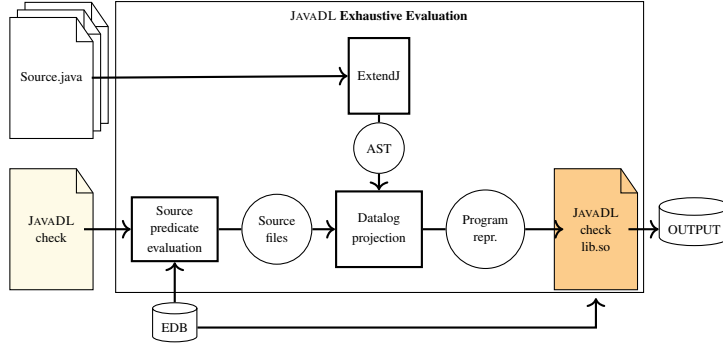 JAVADL Exhaustive Evaluation
Source.java
ExtendJ
AST
JAVADL
check
Source
predicate
evaluation
Source
files
Datalog
projection
Program
repr.
JAVADL
check
lib.so
OUTPUT
EDB